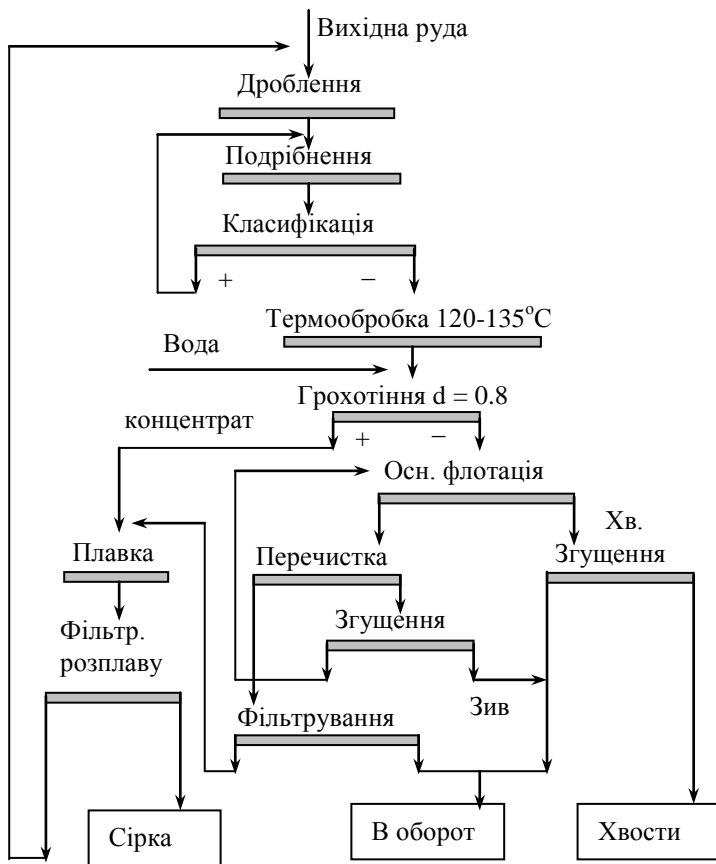 Вихідна руда
Дроблення
Подрібнення
Класифікація
+ −
Термообробка 120-135°С
Вода
Грохотіння d = 0.8
концентрат
+ −
Осн. флотація
Хв.
Плавка
Перечистка
Згущення
Згущення
Фільтр.
розплаву
Зив
Фільтрування
Сірка
В оборот
Хвости